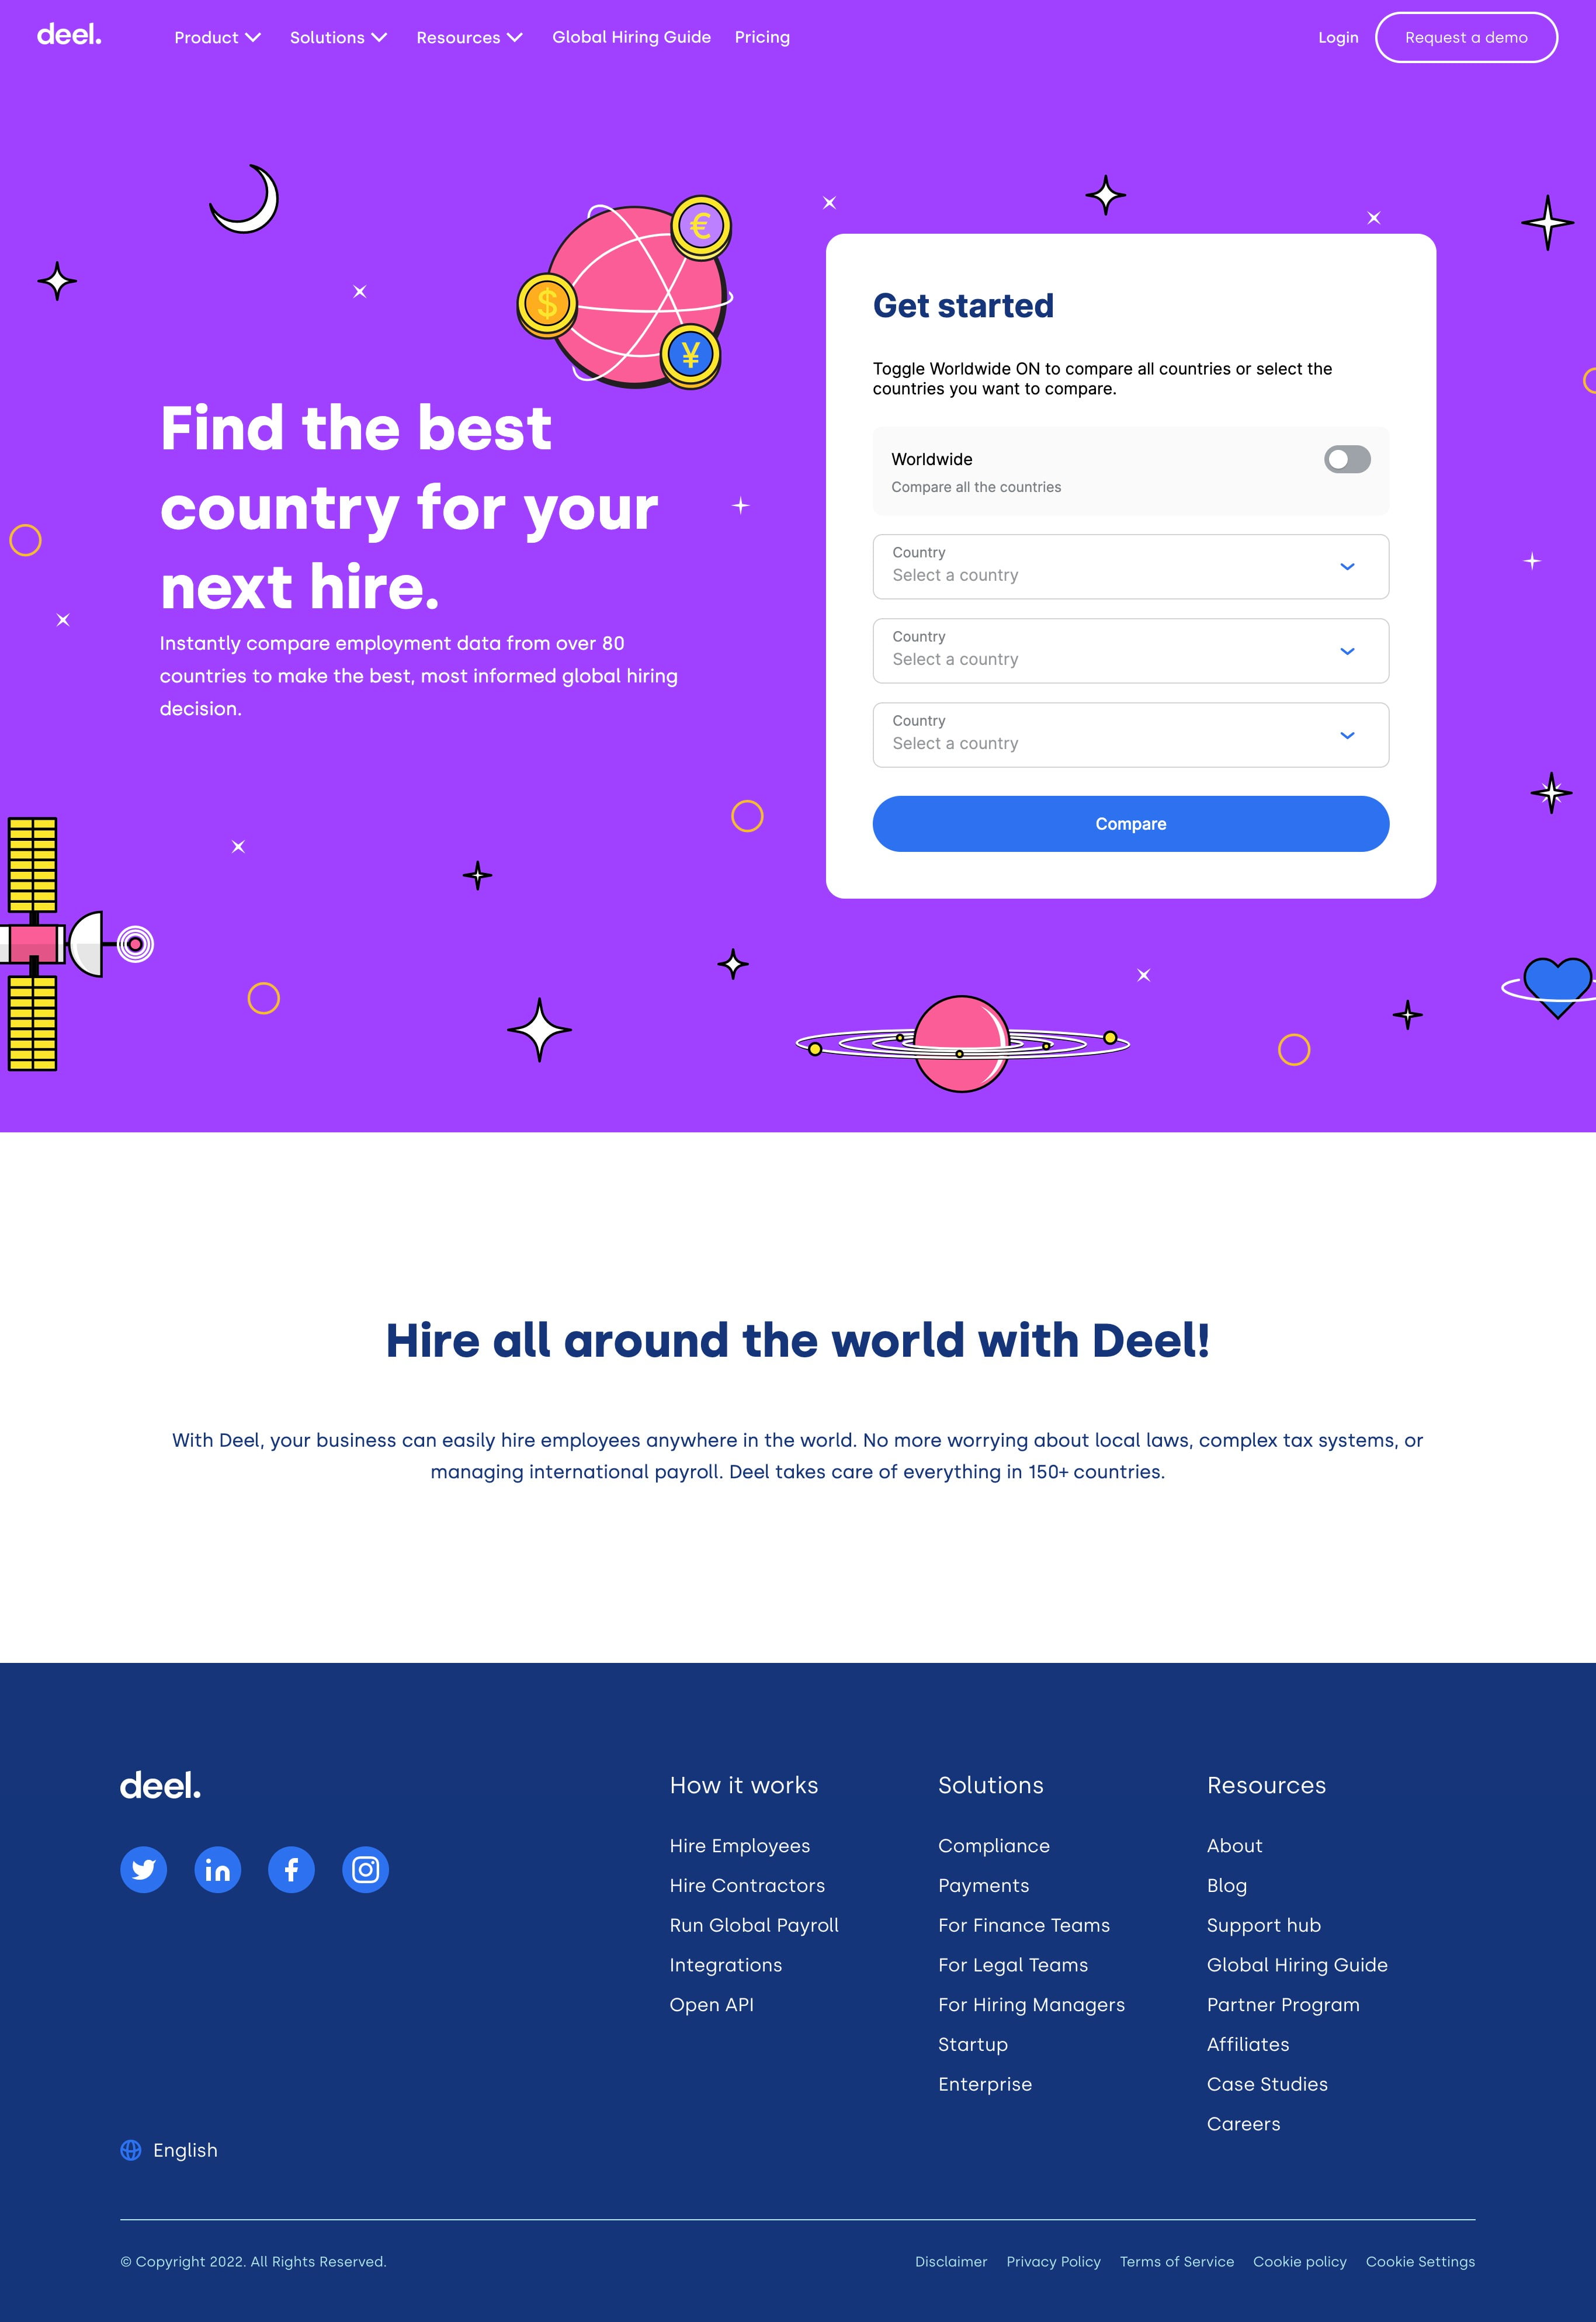 deel.
Product
Solutions
Resources
Global Hiring Guide
Pricing
Login
Request a demo
€
$
¥
Find the best
country for your
next hire.
Instantly compare employment data from over 80
countries to make the best, most informed global hiring
decision.
Get started
Toggle Worldwide ON to compare all countries or select the
countries you want to compare.
Worldwide
Compare all the countries
Country
Select a country
Country
Select a country
Country
Select a country
Compare
Hire all around the world with Deel!
With Deel, your business can easily hire employees anywhere in the world. No more worrying about local laws, complex tax systems, or
managing international payroll. Deel takes care of everything in 150+ countries.
deel.
English
How it works
Hire Employees
Hire Contractors
Run Global Payroll
Integrations
Open API
Solutions
Compliance
Payments
For Finance Teams
For Legal Teams
For Hiring Managers
Startup
Enterprise
Resources
About
Blog
Support hub
Global Hiring Guide
Partner Program
Affiliates
Case Studies
Careers
© Copyright 2022. All Rights Reserved.
Disclaimer
Privacy Policy
Terms of Service
Cookie policy
Cookie Settings